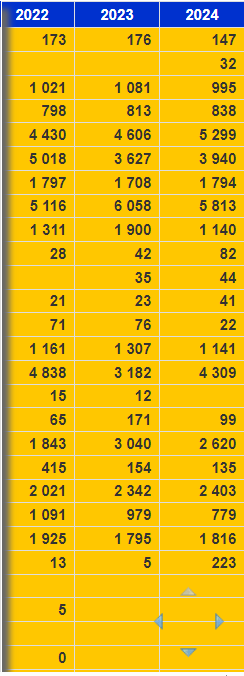 2022 2023 2024
173 176 147
32
1 021 1 081 995
798 813 838
4 430 4 606 5 299
5 018 3 627 3 940
1 797 1 708 1 794
5 116 6 058 5 813
1 311 1 900 1 140
28 42 82
35 44
21 23 41
71 76 22
1 161 1 307 1 141
4 838 3 182 4 309
15 12
65 171 99
1 843 3 040 2 620
415 154 135
2 021 2 342 2 403
1 091 979 779
1 925 1 795 1 816
13 5 223
5
0